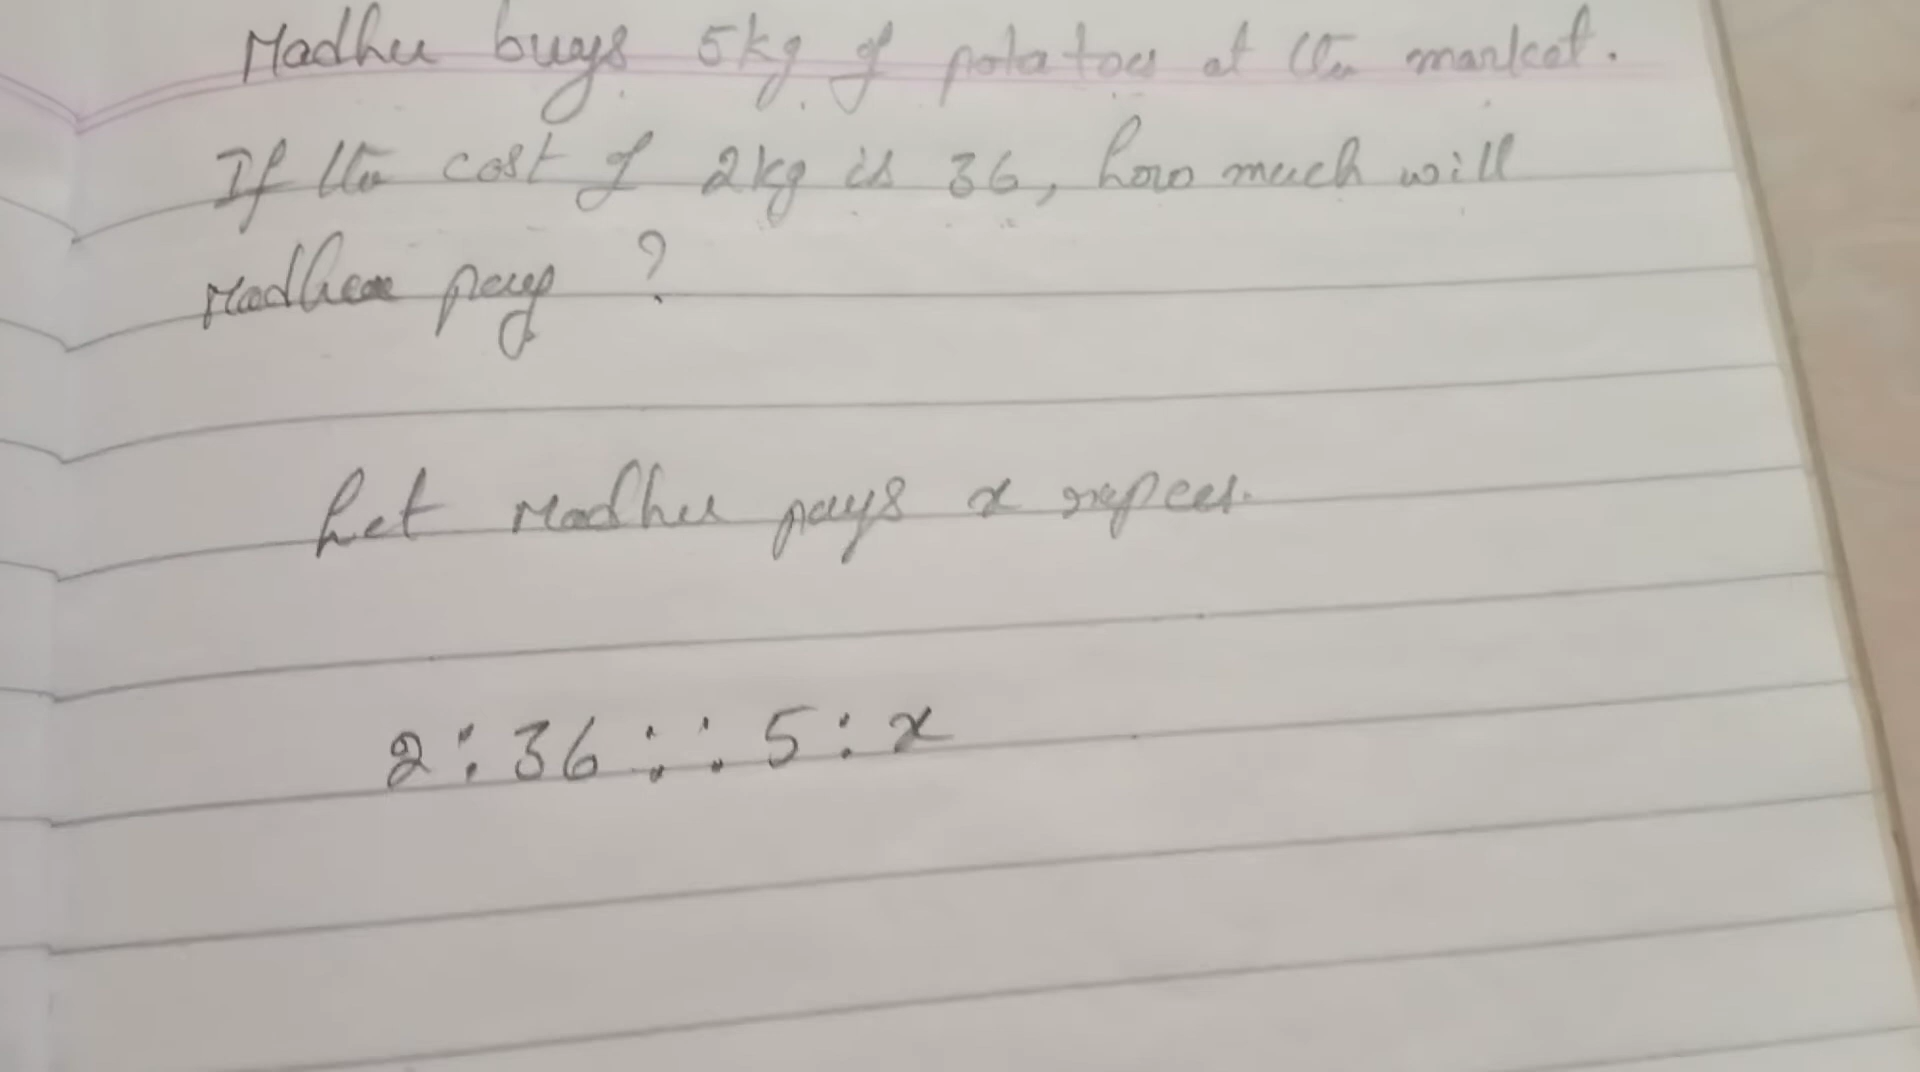 Madhu buys 5kg of potatoes at the market.
If the cost of 2kg is 36, how much will
Madhu pay ?
Let Madhu pays x rupees.
2 : 36 :: 5 : x